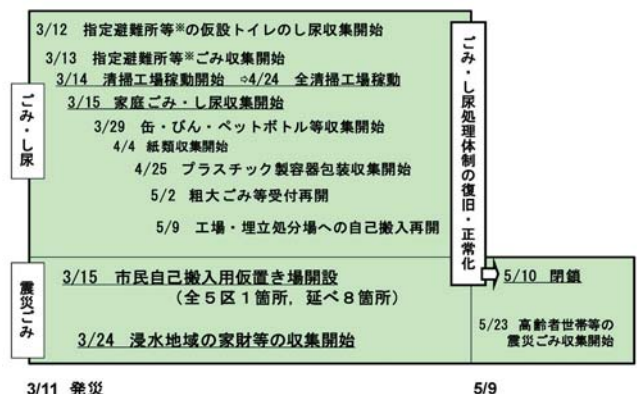 3/12 指定避難所等※の仮設トイレのし尿収集開始
3/13 指定避難所等※ごみ収集開始
3/14 清掃工場稼動開始 ⇨4/24 全清掃工場稼動
3/15 家庭ごみ・し尿収集開始
3/29 缶・びん・ペットボトル等収集開始
4/4 紙類収集開始
4/25 プラスチック製容器包装収集開始
5/2 粗大ごみ等受付再開
5/9 工場・埋立処分場への自己搬入再開
ごみ・し尿
ごみ・し尿処理体制の復旧・正常化
震災ごみ
3/15 市民自己搬入用仮置き場開設
(全5区1箇所，延べ8箇所)
3/24 浸水地域の家財等の収集開始
5/10 閉鎖
5/23 高齢者世帯等の
震災ごみ収集開始
3/11 発災
5/9